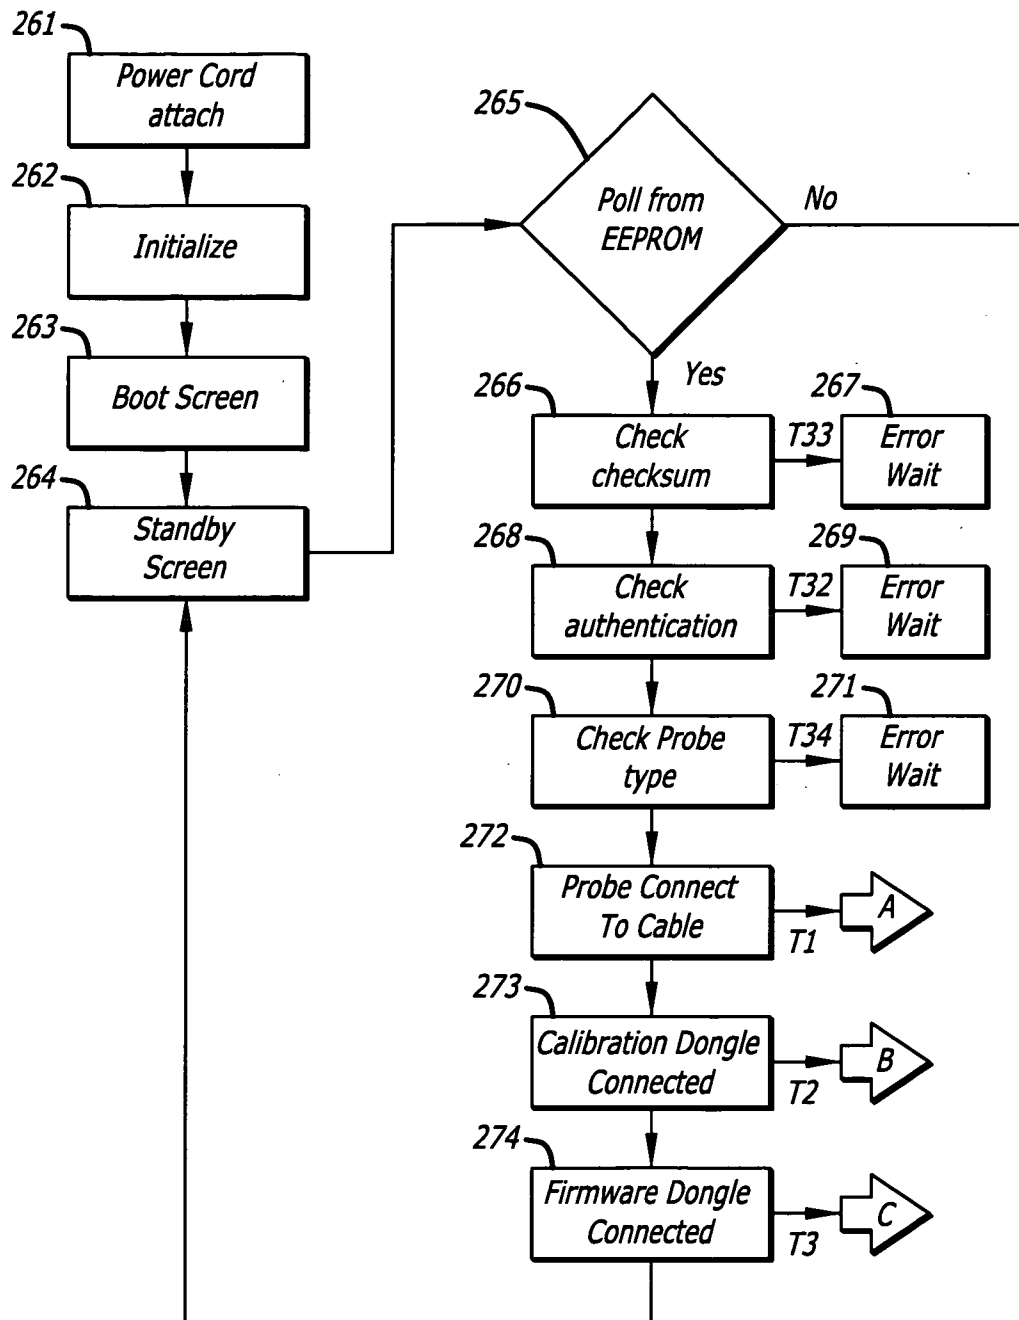 261
Power Cord
attach
262
Initialize
263
Boot Screen
264
Standby
Screen
265
Poll from
EEPROM
No
Yes
266
Check
checksum
T33
267
Error
Wait
268
Check
authentication
T32
269
Error
Wait
270
Check Probe
type
T34
271
Error
Wait
272
Probe Connect
To Cable
T1
A
273
Calibration Dongle
Connected
T2
B
274
Firmware Dongle
Connected
T3
C